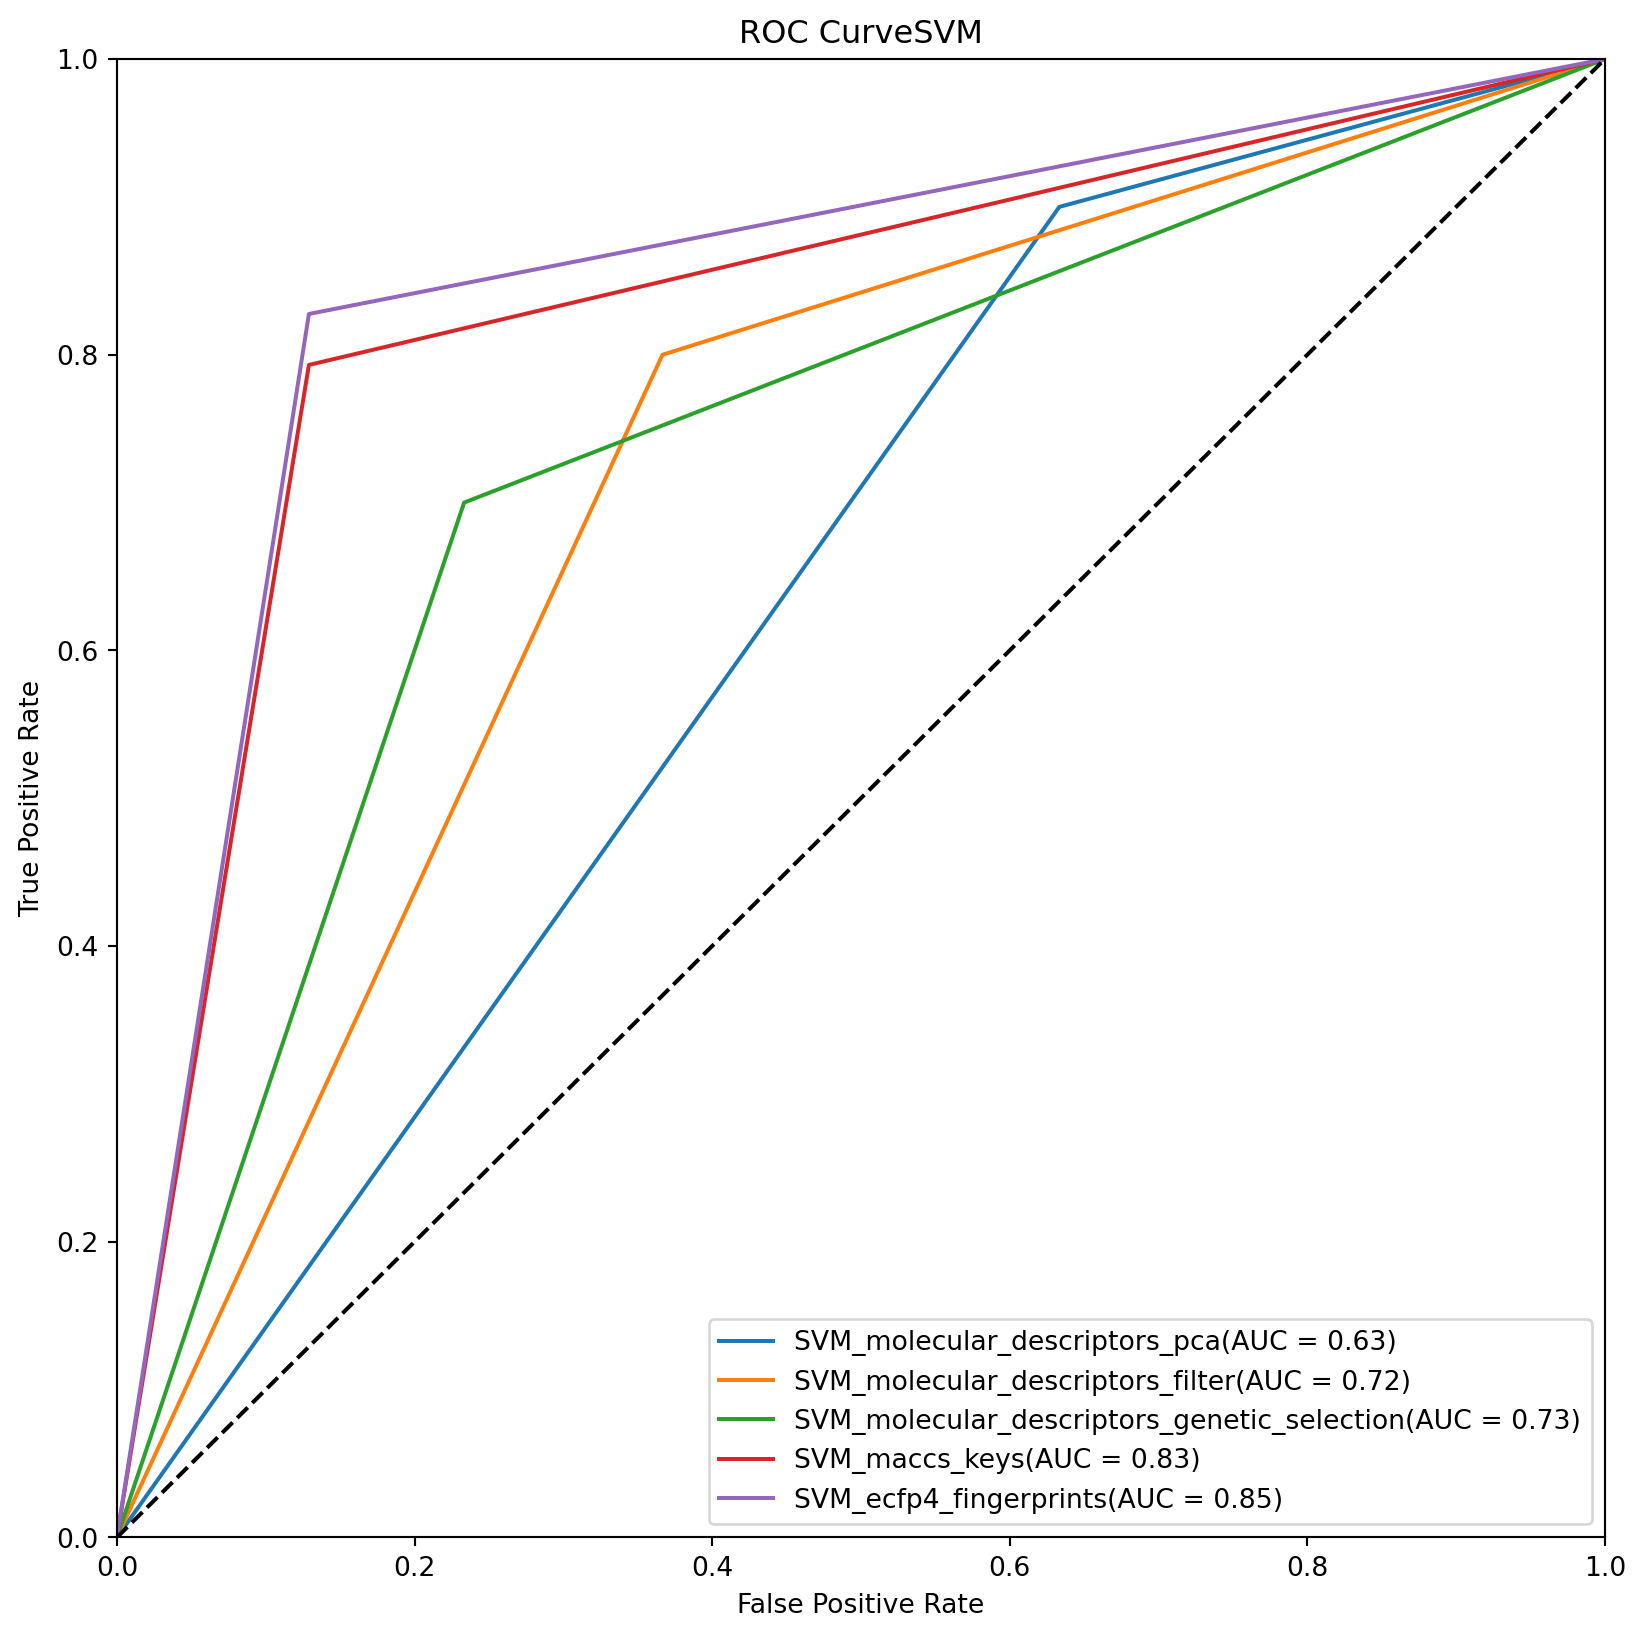 ROC CurveSVM
1.0
0.8
0.6
0.4
0.2
0.0
True Positive Rate
SVM_molecular_descriptors_pca(AUC = 0.63)
SVM_molecular_descriptors_filter(AUC = 0.72)
SVM_molecular_descriptors_genetic_selection(AUC = 0.73)
SVM_maccs_keys(AUC = 0.83)
SVM_ecfp4_fingerprints(AUC = 0.85)
0.0 0.2 0.4 0.6 0.8 1.0
False Positive Rate